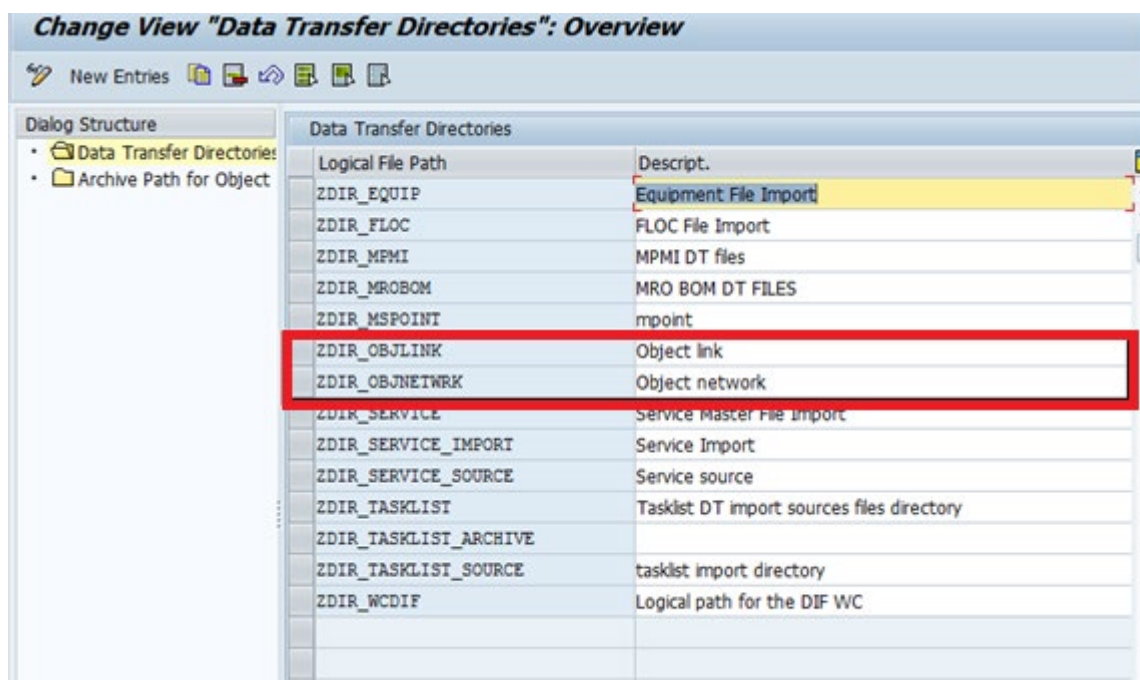 Change View "Data Transfer Directories": Overview
New Entries
Dialog Structure
Data Transfer Directories
Archive Path for Object
Data Transfer Directories
Logical File Path Descript.
ZDIR_EQUIP Equipment File Import
ZDIR_FLOC FLOC File Import
ZDIR_MPMI MPMI DT files
ZDIR_MROBOM MRO BOM DT FILES
ZDIR_MSPOINT mpoint
ZDIR_OBJLINK Object link
ZDIR_OBJNETWRK Object network
ZDIR_SERVICE Service Master File Import
ZDIR_SERVICE_IMPORT Service Import
ZDIR_SERVICE_SOURCE Service source
ZDIR_TASKLIST Tasklist DT import sources files directory
ZDIR_TASKLIST_ARCHIVE
ZDIR_TASKLIST_SOURCE tasklist import directory
ZDIR_WCDIF Logical path for the DIF WC